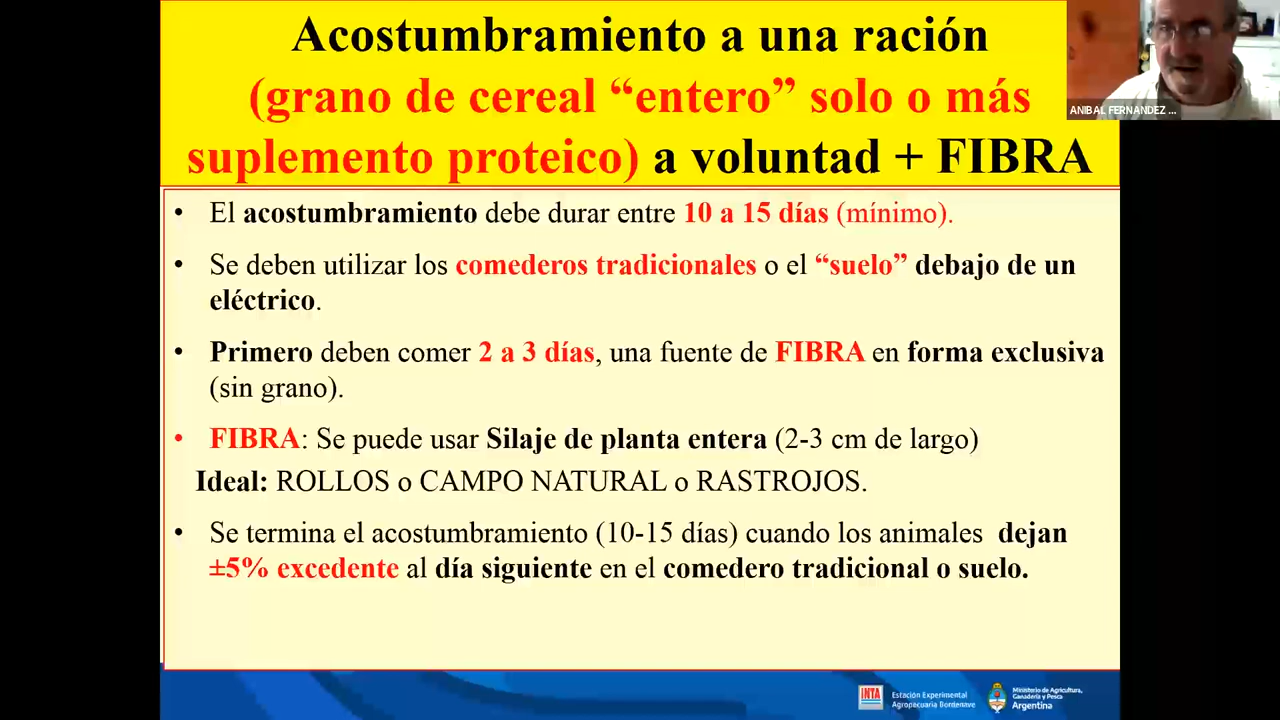 Acostumbramiento a una ración
(grano de cereal “entero” solo o más
suplemento proteico) a voluntad + FIBRA
ANIBAL FERNANDEZ ...
• El acostumbramiento debe durar entre 10 a 15 días (mínimo).
• Se deben utilizar los comederos tradicionales o el “suelo” debajo de un
eléctrico.
• Primero deben comer 2 a 3 días, una fuente de FIBRA en forma exclusiva
(sin grano).
• FIBRA: Se puede usar Silaje de planta entera (2-3 cm de largo)
Ideal: ROLLOS o CAMPO NATURAL o RASTROJOS.
• Se termina el acostumbramiento (10-15 días) cuando los animales dejan
±5% excedente al día siguiente en el comedero tradicional o suelo.
INTA
Estación Experimental
Agropecuaria Bordenave
Ministerio de Agricultura,
Ganadería y Pesca
Argentina